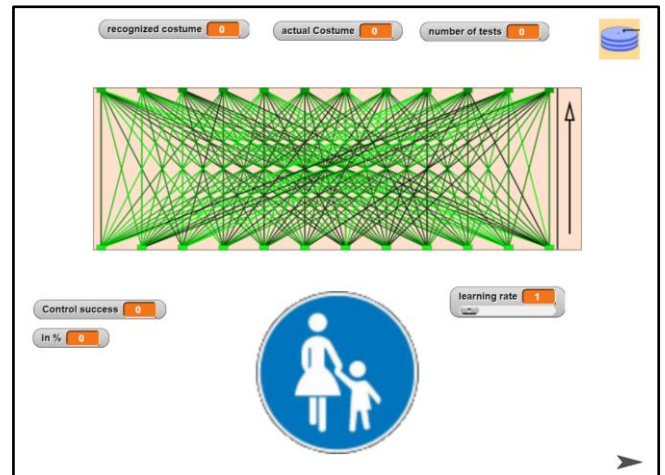 recognized costume 0
actual Costume 0
number of tests 0
Control success 0
learning rate 1
in % 0